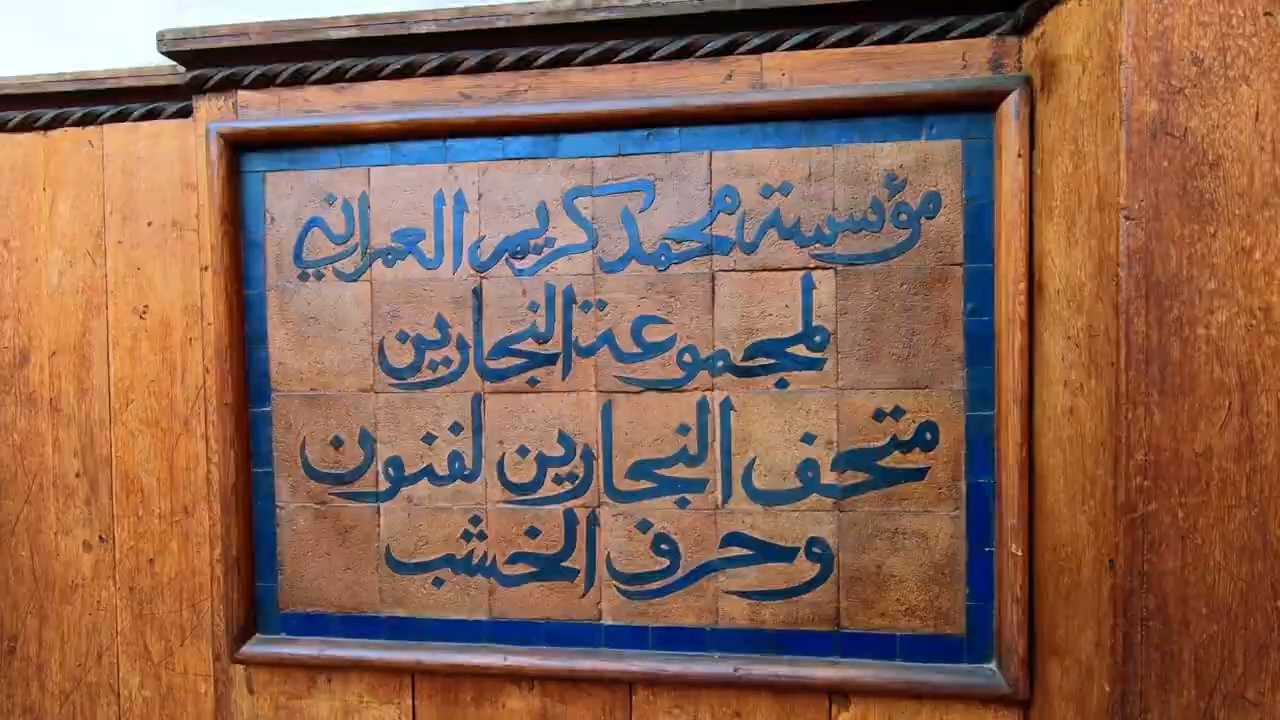 مؤسسة محمد كريم العمراني
لمجموعة النجارين
متحف النجارين لفنون
وحرف الخشب